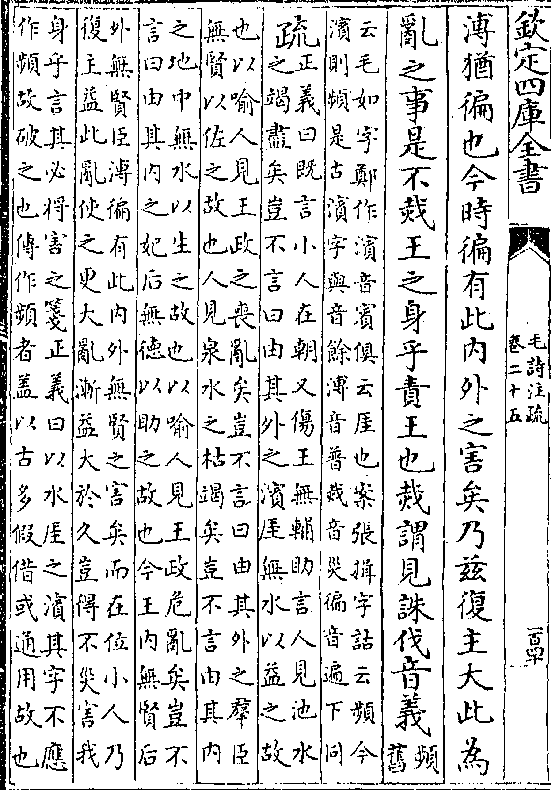 欽定四庫全書
毛詩注疏
卷二十五
溥猶徧也今時徧有此内外之害矣乃兹復主大此為
亂之事是不烖王之身乎責王也烖謂見誅伐音義
頻舊
云毛如字鄭作濱音賓俱云厓也案張揖字詁云頻今
濱則頻是古濱字與音餘溥音普烖音災徧音遍下同
疏
正義曰既言小人在朝又傷王無輔助言人見池水
之竭盡矣豈不言曰由其外之濱厓無水以益之故
也以喻人見王政之喪亂矣豈不言曰由其外之羣臣
無賢以佐之故也人見泉水之枯竭矣豈不言由其内
之地中無水以生之故也以喻人見王政危亂矣豈不
言曰由其内之妃后無德以助之故也今王内無賢后
外無賢臣溥徧有此内外無賢之害矣而在位小人乃
復主益此亂使之更大亂漸益大於久豈得不災害我
身乎言其必將害之箋正義曰以水厓之濱其字不應
作頻故破之也傳作頻者盖以古多假借或通用故也